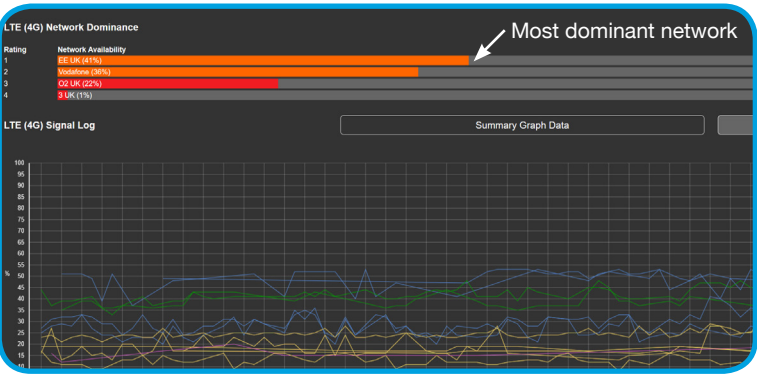 LTE (4G) Network Dominance
Most dominant network
Rating Network Availability
1 EE UK (41%)
2 Vodafone (36%)
3 O2 UK (22%)
4 3 UK (1%)
LTE (4G) Signal Log
Summary Graph Data
100
95
90
85
80
75
70
65
60
55
% 50
45
40
35
30
25
20
15
10